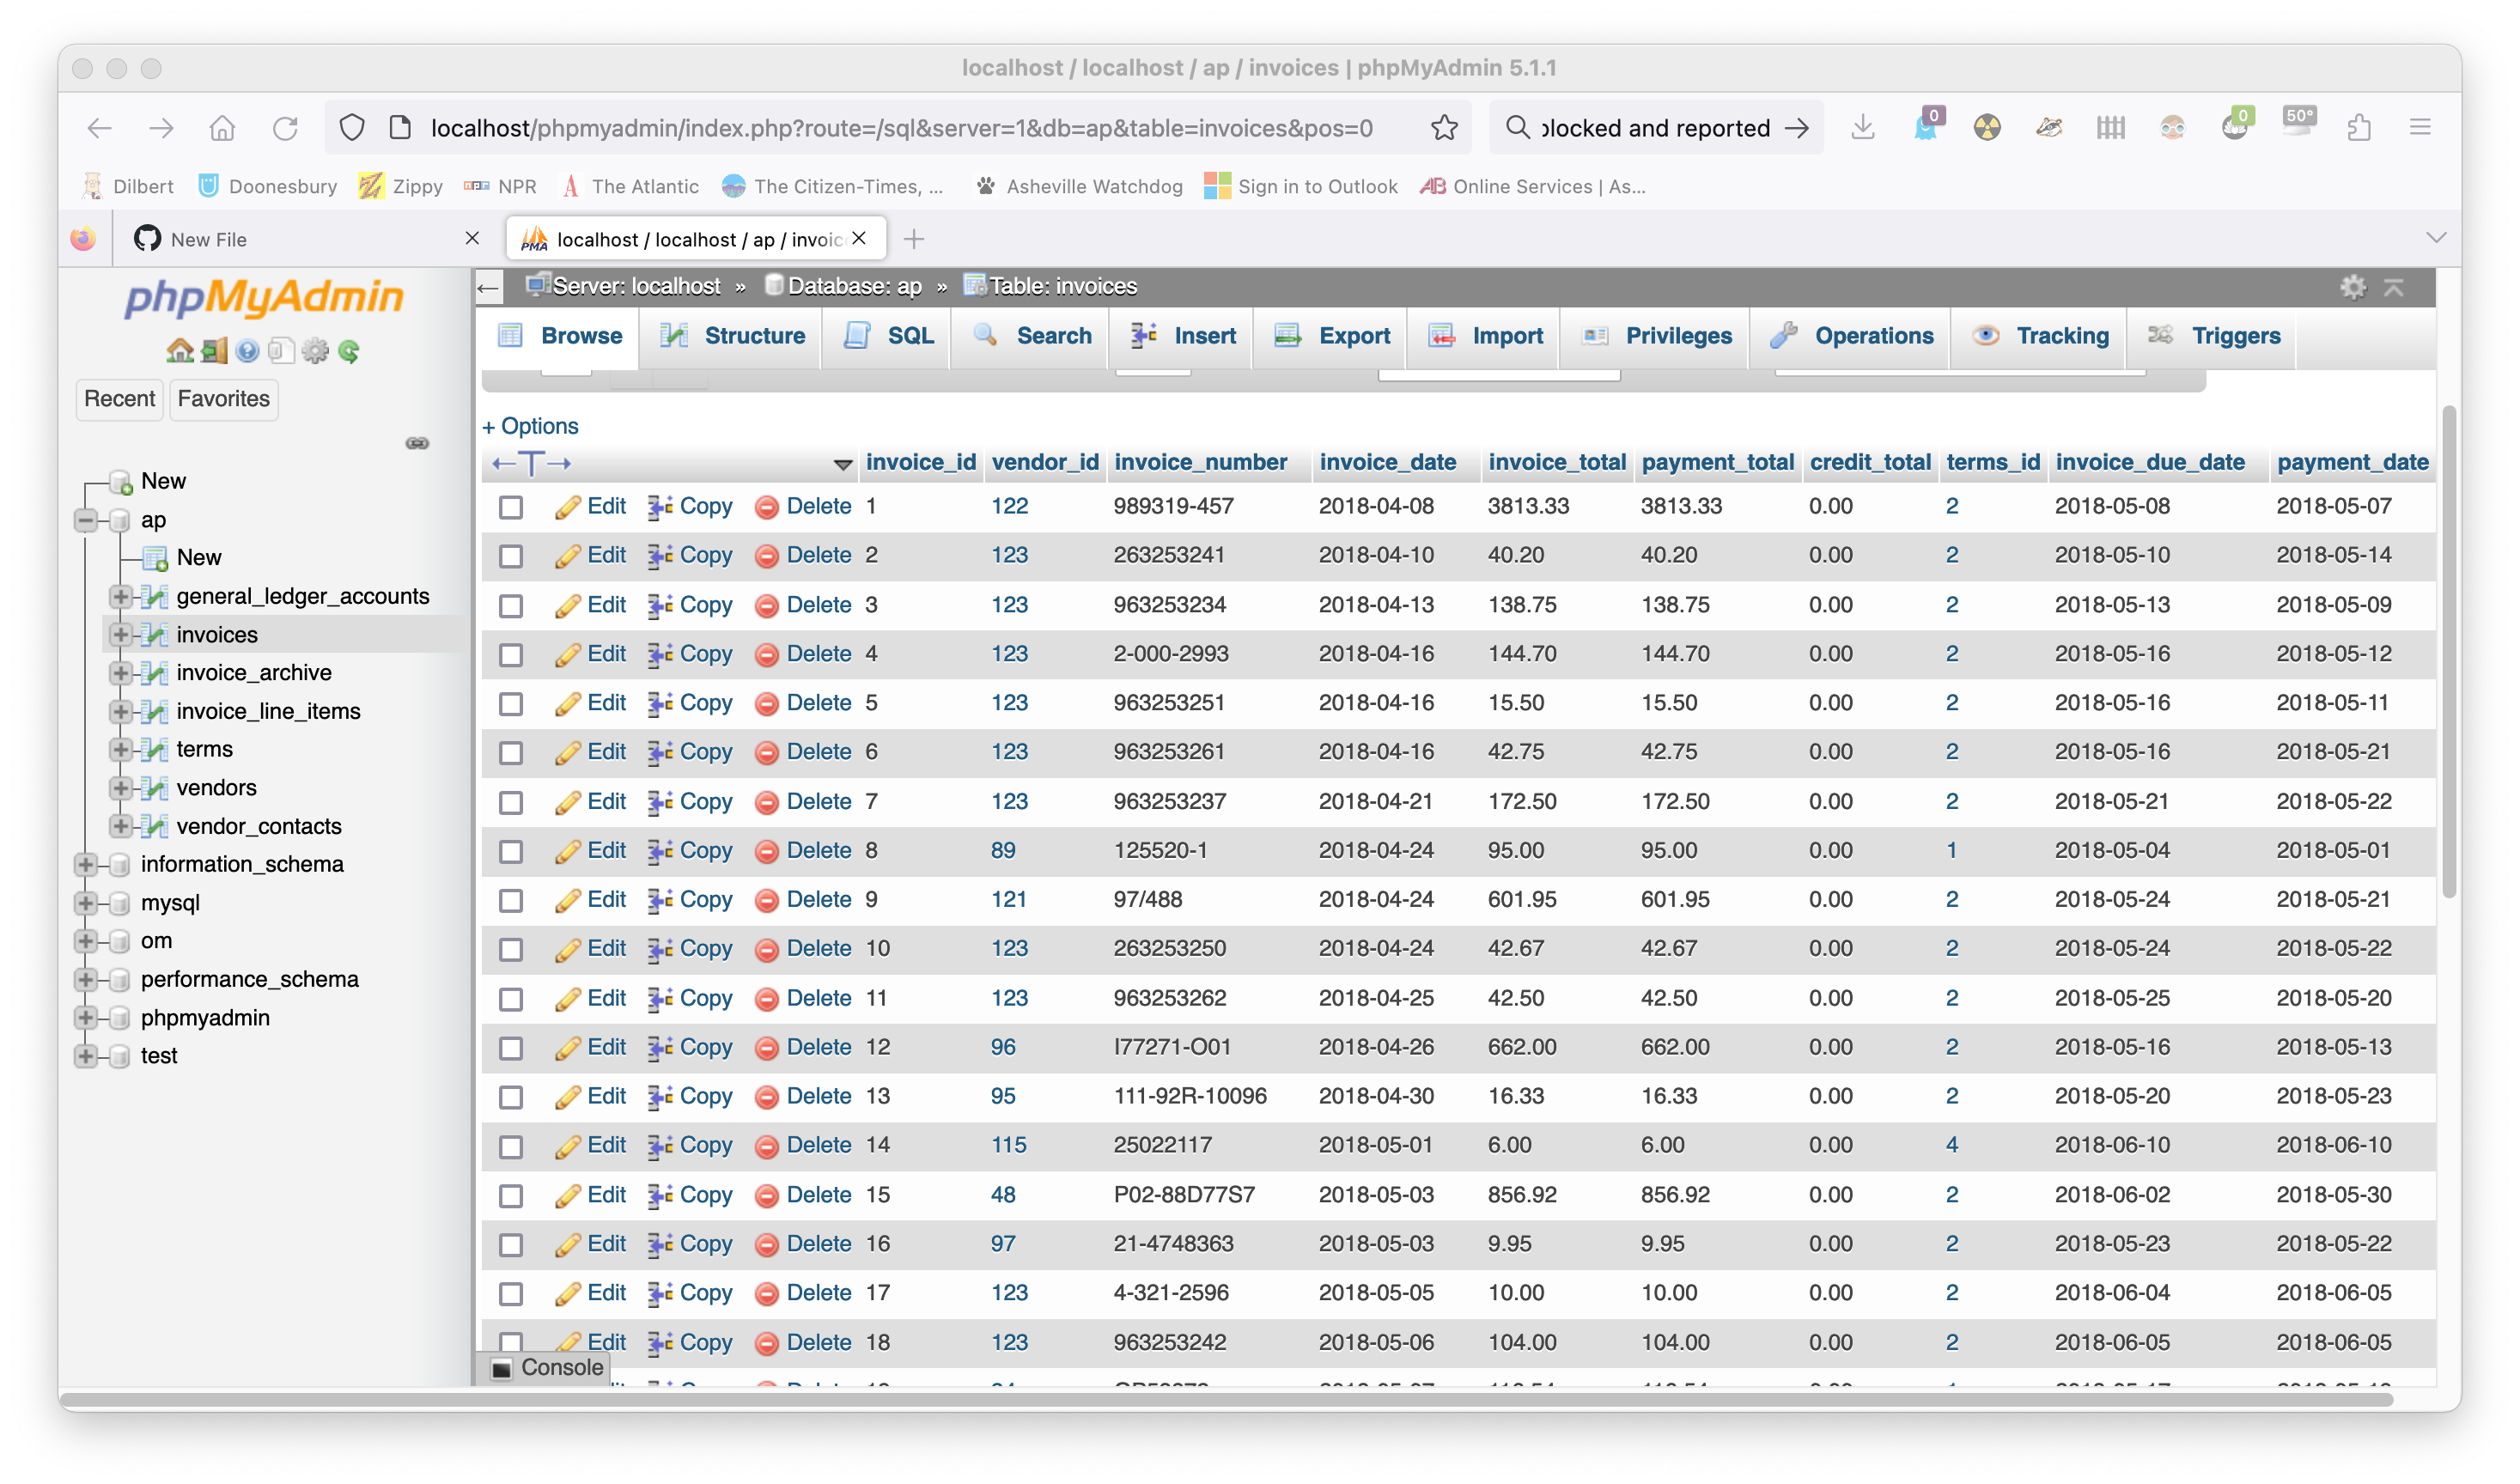 localhost / localhost / ap / invoices | phpMyAdmin 5.1.1
localhost/phpmyadmin/index.php?route=/sql&server=1&db=ap&table=invoices&pos=0
blocked and reported
0
0
50°
Dilbert Doonesbury Zippy NPR The Atlantic The Citizen-Times, ... Asheville Watchdog Sign in to Outlook Online Services | As...
New File
PMA localhost / localhost / ap / invoic
phpMyAdmin
Recent Favorites
New
ap
New
general_ledger_accounts
invoices
invoice_archive
invoice_line_items
terms
vendors
vendor_contacts
information_schema
mysql
om
performance_schema
phpmyadmin
test
Server: localhost » Database: ap » Table: invoices
Browse Structure SQL Search Insert Export Import Privileges Operations Tracking Triggers
+ Options
←T→ invoice_id vendor_id invoice_number invoice_date invoice_total payment_total credit_total terms_id invoice_due_date payment_date
Edit Copy Delete 1 122 989319-457 2018-04-08 3813.33 3813.33 0.00 2 2018-05-08 2018-05-07
Edit Copy Delete 2 123 263253241 2018-04-10 40.20 40.20 0.00 2 2018-05-10 2018-05-14
Edit Copy Delete 3 123 963253234 2018-04-13 138.75 138.75 0.00 2 2018-05-13 2018-05-09
Edit Copy Delete 4 123 2-000-2993 2018-04-16 144.70 144.70 0.00 2 2018-05-16 2018-05-12
Edit Copy Delete 5 123 963253251 2018-04-16 15.50 15.50 0.00 2 2018-05-16 2018-05-11
Edit Copy Delete 6 123 963253261 2018-04-16 42.75 42.75 0.00 2 2018-05-16 2018-05-21
Edit Copy Delete 7 123 963253237 2018-04-21 172.50 172.50 0.00 2 2018-05-21 2018-05-22
Edit Copy Delete 8 89 125520-1 2018-04-24 95.00 95.00 0.00 1 2018-05-04 2018-05-01
Edit Copy Delete 9 121 97/488 2018-04-24 601.95 601.95 0.00 2 2018-05-24 2018-05-21
Edit Copy Delete 10 123 263253250 2018-04-24 42.67 42.67 0.00 2 2018-05-24 2018-05-22
Edit Copy Delete 11 123 963253262 2018-04-25 42.50 42.50 0.00 2 2018-05-25 2018-05-20
Edit Copy Delete 12 96 I77271-O01 2018-04-26 662.00 662.00 0.00 2 2018-05-16 2018-05-13
Edit Copy Delete 13 95 111-92R-10096 2018-04-30 16.33 16.33 0.00 2 2018-05-20 2018-05-23
Edit Copy Delete 14 115 25022117 2018-05-01 6.00 6.00 0.00 4 2018-06-10 2018-06-10
Edit Copy Delete 15 48 P02-88D77S7 2018-05-03 856.92 856.92 0.00 2 2018-06-02 2018-05-30
Edit Copy Delete 16 97 21-4748363 2018-05-03 9.95 9.95 0.00 2 2018-05-23 2018-05-22
Edit Copy Delete 17 123 4-321-2596 2018-05-05 10.00 10.00 0.00 2 2018-06-04 2018-06-05
Edit Copy Delete 18 123 963253242 2018-05-06 104.00 104.00 0.00 2 2018-06-05 2018-06-05
Console